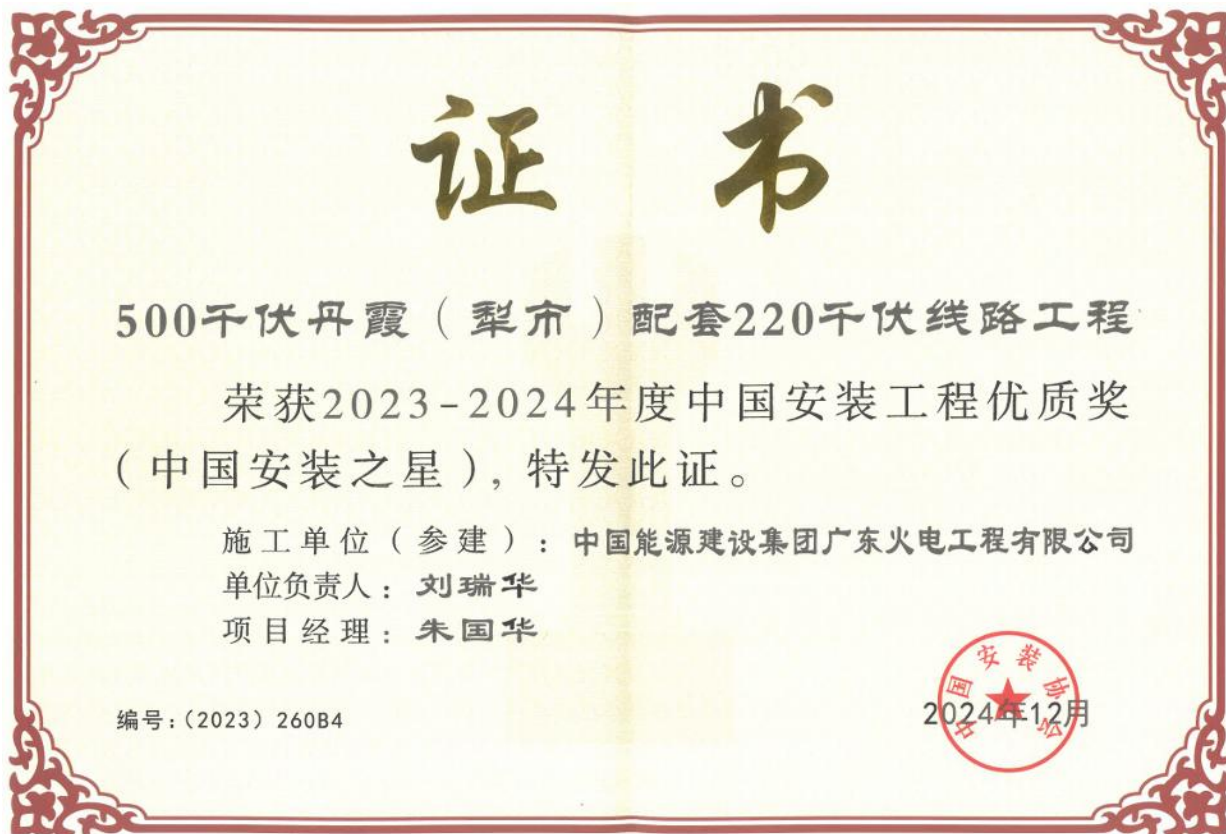 证书
500千伏丹霞（犁市）配套220千伏线路工程
荣获2023-2024年度中国安装工程优质奖
（中国安装之星），特发此证。
施工单位（参建）：中国能源建设集团广东火电工程有限公司
单位负责人：刘瑞华
项目经理：朱国华
编号：（2023）260B4
中国安装协会
2024年12月